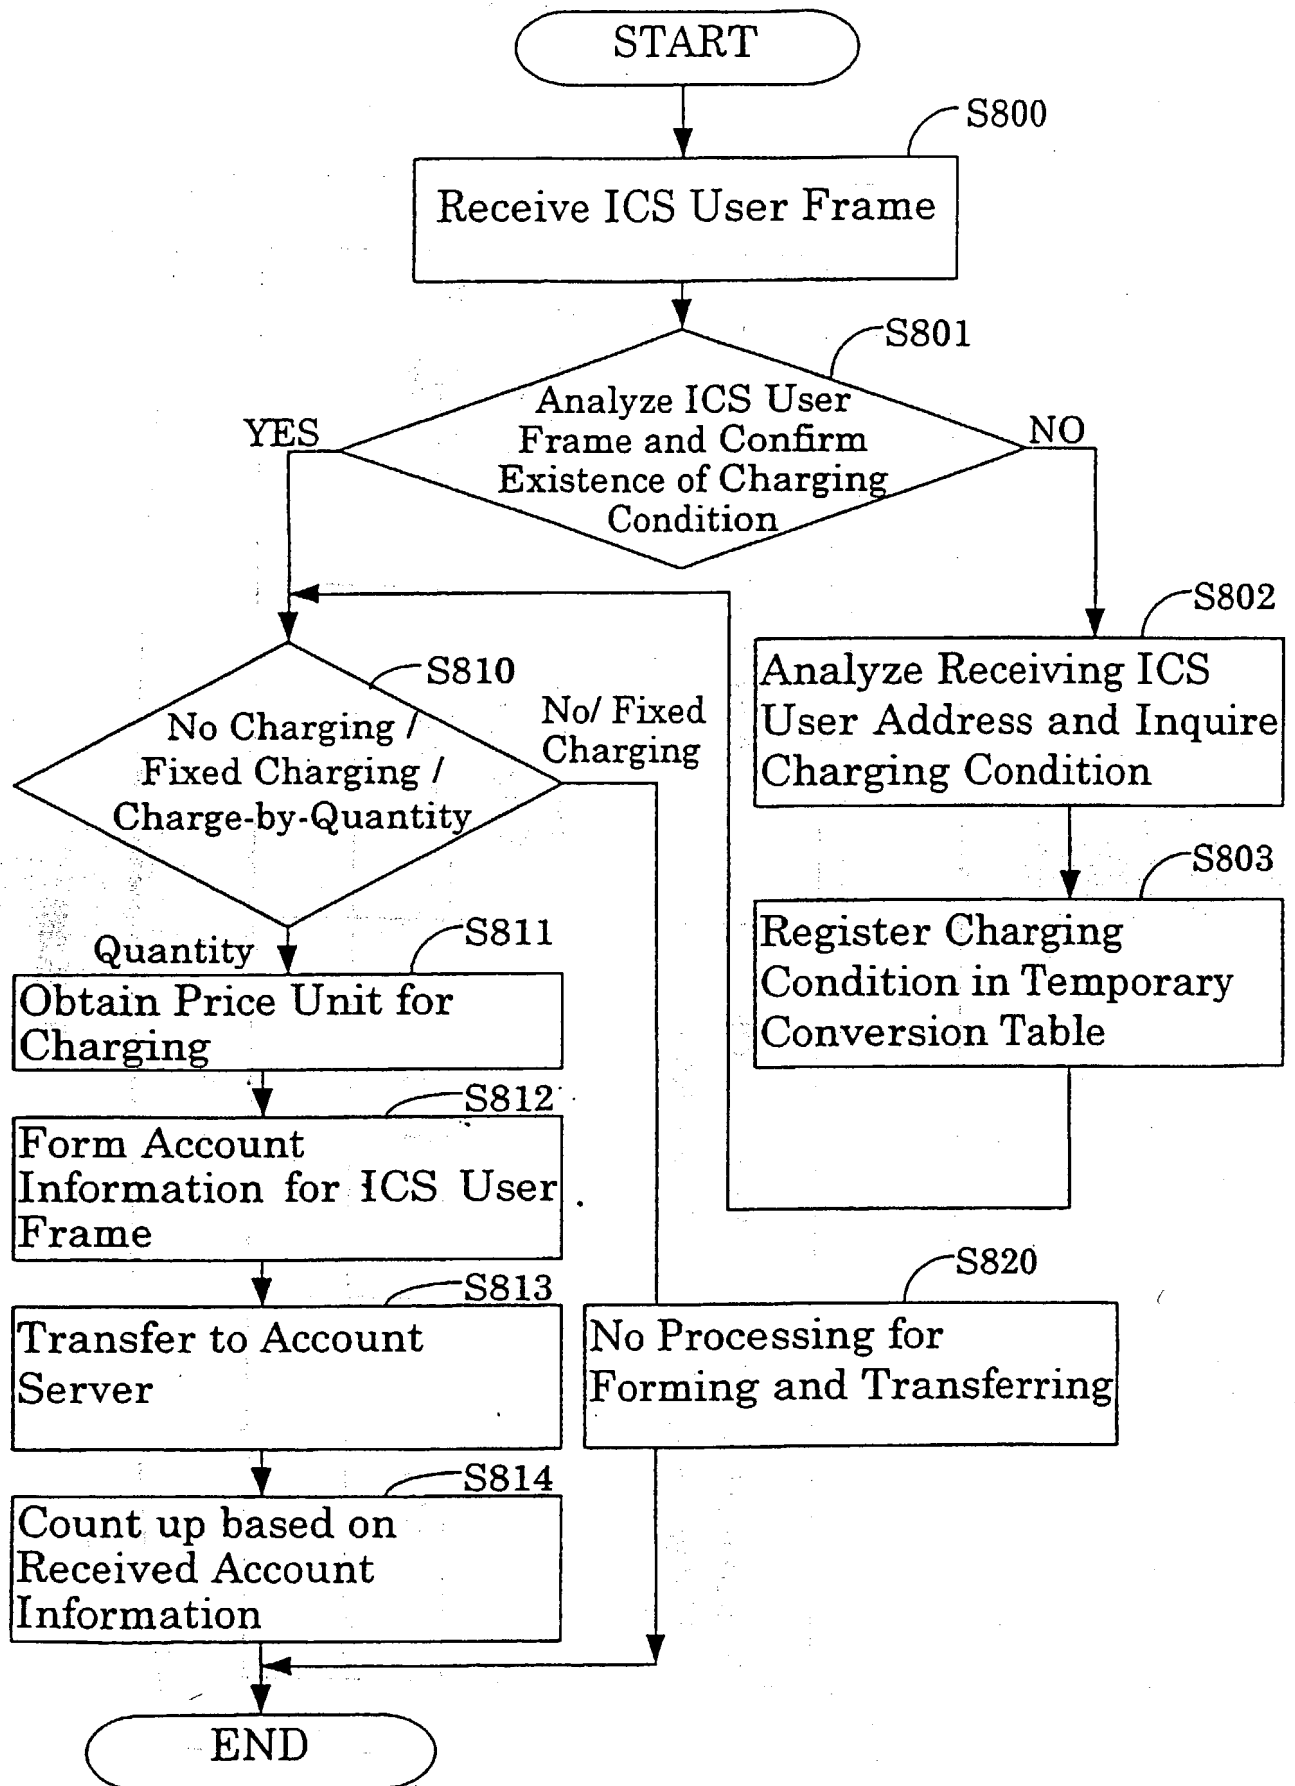 START
S800
Receive ICS User Frame
S801
Analyze ICS User
Frame and Confirm
Existence of Charging
Condition
YES
NO
S802
Analyze Receiving ICS
User Address and Inquire
Charging Condition
S803
Register Charging
Condition in Temporary
Conversion Table
S810
No Charging /
Fixed Charging /
Charge-by-Quantity
No/ Fixed
Charging
Quantity
S811
Obtain Price Unit for
Charging
S812
Form Account
Information for ICS User
Frame
S813
Transfer to Account
Server
S820
No Processing for
Forming and Transferring
S814
Count up based on
Received Account
Information
END